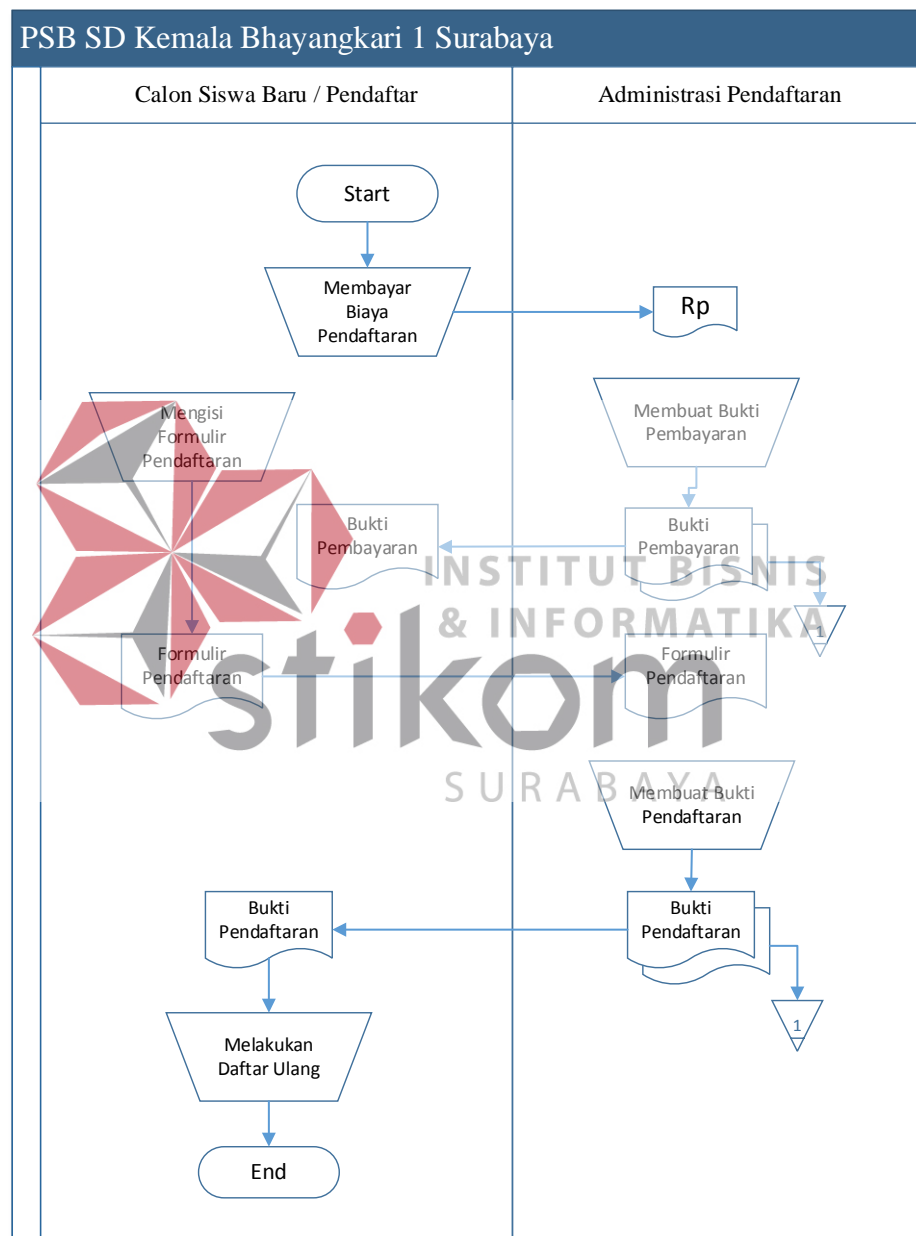 PSB SD Kemala Bhayangkari 1 Surabaya
Calon Siswa Baru / Pendaftar
Administrasi Pendaftaran
Start
Membayar
Biaya
Pendaftaran
Rp
Mengisi
Formulir
Pendaftaran
Membuat Bukti
Pembayaran
Bukti
Pembayaran
Bukti
Pembayaran
1
INSTITUT BISNIS
& INFORMATIKA
stikom
SURABAYA
Formulir
Pendaftaran
Formulir
Pendaftaran
Membuat Bukti
Pendaftaran
Bukti
Pendaftaran
Bukti
Pendaftaran
1
Melakukan
Daftar Ulang
End